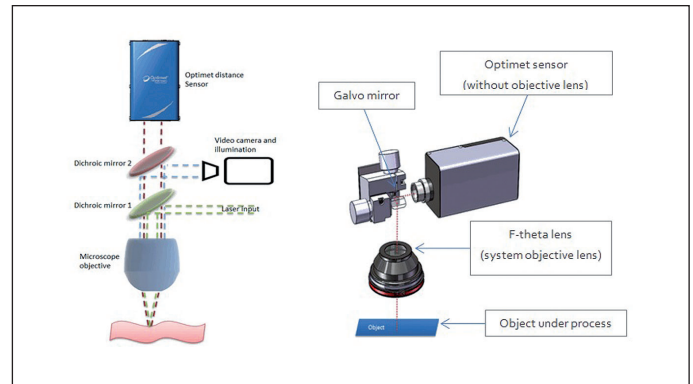 Optimet
Optimet distance
Sensor
Video camera and
illumination
Dichroic mirror 2
Dichroic mirror 1
Laser input
Microscope
objective
Optimet sensor
(without objective lens)
Galvo mirror
F-theta lens
(system objective lens)
Object
Object under process